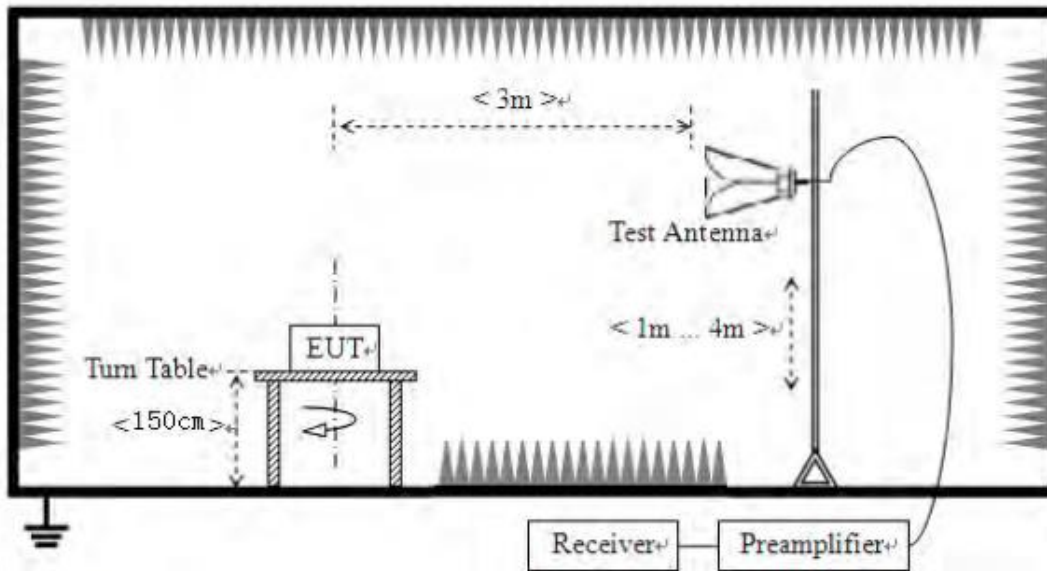 < 3m >↵
Test Antenna↵
< 1m ... 4m >↵
EUT↵
Turn Table↵
<150cm>↵
Receiver↵
Preamplifier↵